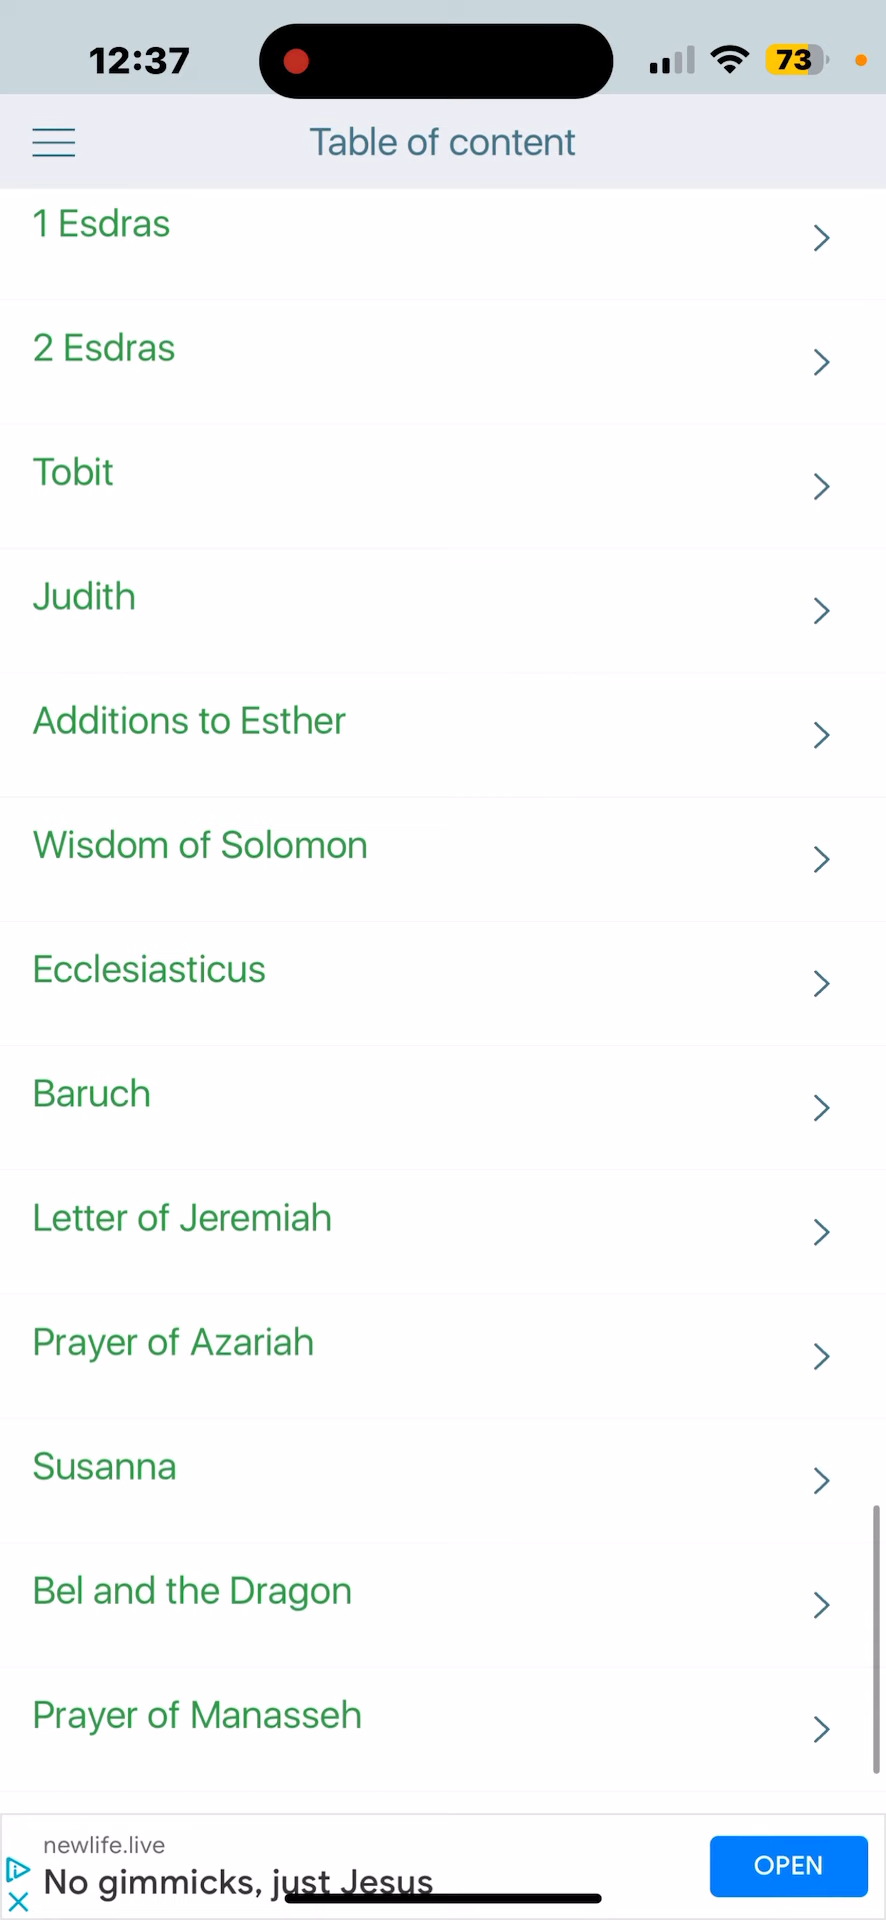 12:37
73
Table of content
1 Esdras
2 Esdras
Tobit
Judith
Additions to Esther
Wisdom of Solomon
Ecclesiasticus
Baruch
Letter of Jeremiah
Prayer of Azariah
Susanna
Bel and the Dragon
Prayer of Manasseh
newlife.live
No gimmicks, just Jesus
OPEN